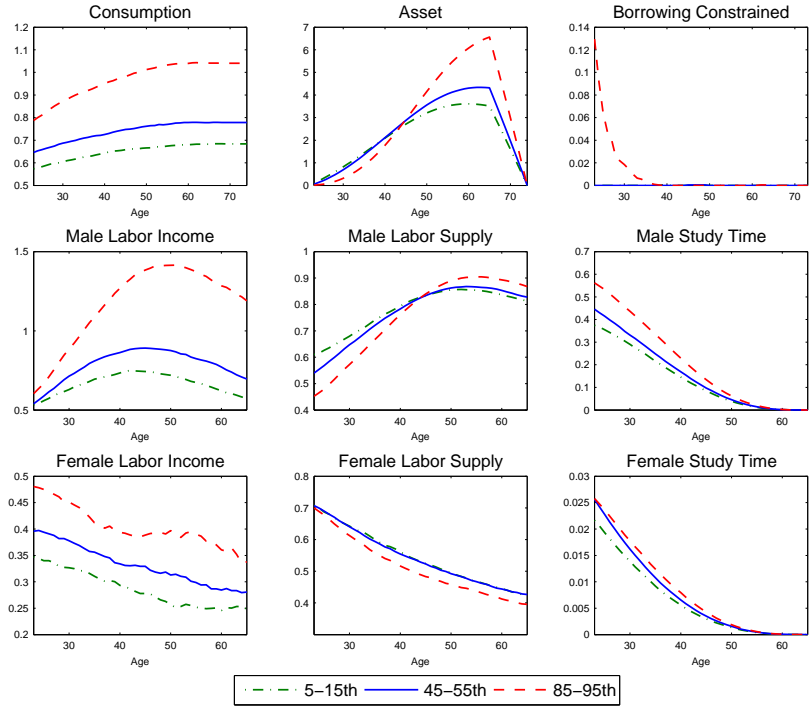 Consumption
1.2
1.1
1
0.9
0.8
0.7
0.6
0.5
30 40 50 60 70
Age
Asset
7
6
5
4
3
2
1
0
30 40 50 60 70
Age
Borrowing Constrained
0.14
0.12
0.1
0.08
0.06
0.04
0.02
0
30 40 50 60 70
Age
Male Labor Income
1.5
1
0.5
30 40 50 60
Age
Male Labor Supply
1
0.9
0.8
0.7
0.6
0.5
0.4
30 40 50 60
Age
Male Study Time
0.7
0.6
0.5
0.4
0.3
0.2
0.1
0
30 40 50 60
Age
Female Labor Income
0.5
0.45
0.4
0.35
0.3
0.25
0.2
30 40 50 60
Age
Female Labor Supply
0.8
0.7
0.6
0.5
0.4
30 40 50 60
Age
Female Study Time
0.03
0.025
0.02
0.015
0.01
0.005
0
30 40 50 60
Age
5−15th 45−55th 85−95th